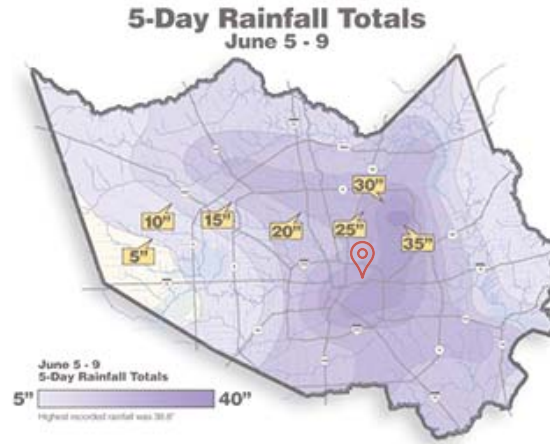 5-Day Rainfall Totals
June 5 - 9
30"
10"
15"
20"
25"
35"
5"
June 5 - 9
5-Day Rainfall Totals
5"
40"
Highest recorded rainfall was 38.6"